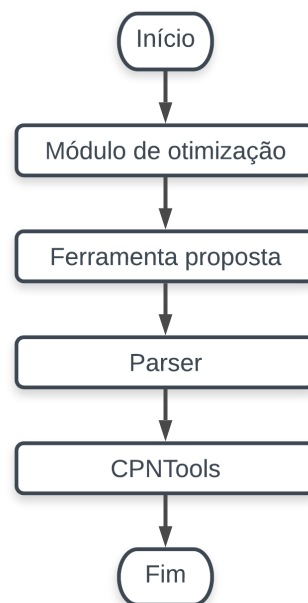 Início
Módulo de otimização
Ferramenta proposta
Parser
CPNTools
Fim